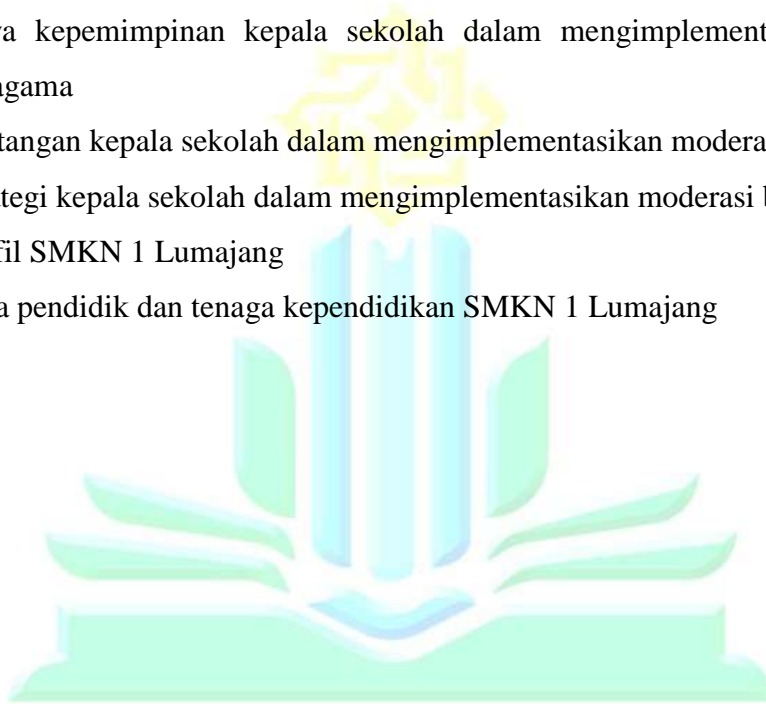 kepemimpinan kepala sekolah dalam mengimplement
agama
tangan kepala sekolah dalam mengimplementasikan modera
tegi kepala sekolah dalam mengimplementasikan moderasi b
fil SMKN 1 Lumajang
a pendidik dan tenaga kependidikan SMKN 1 Lumajang